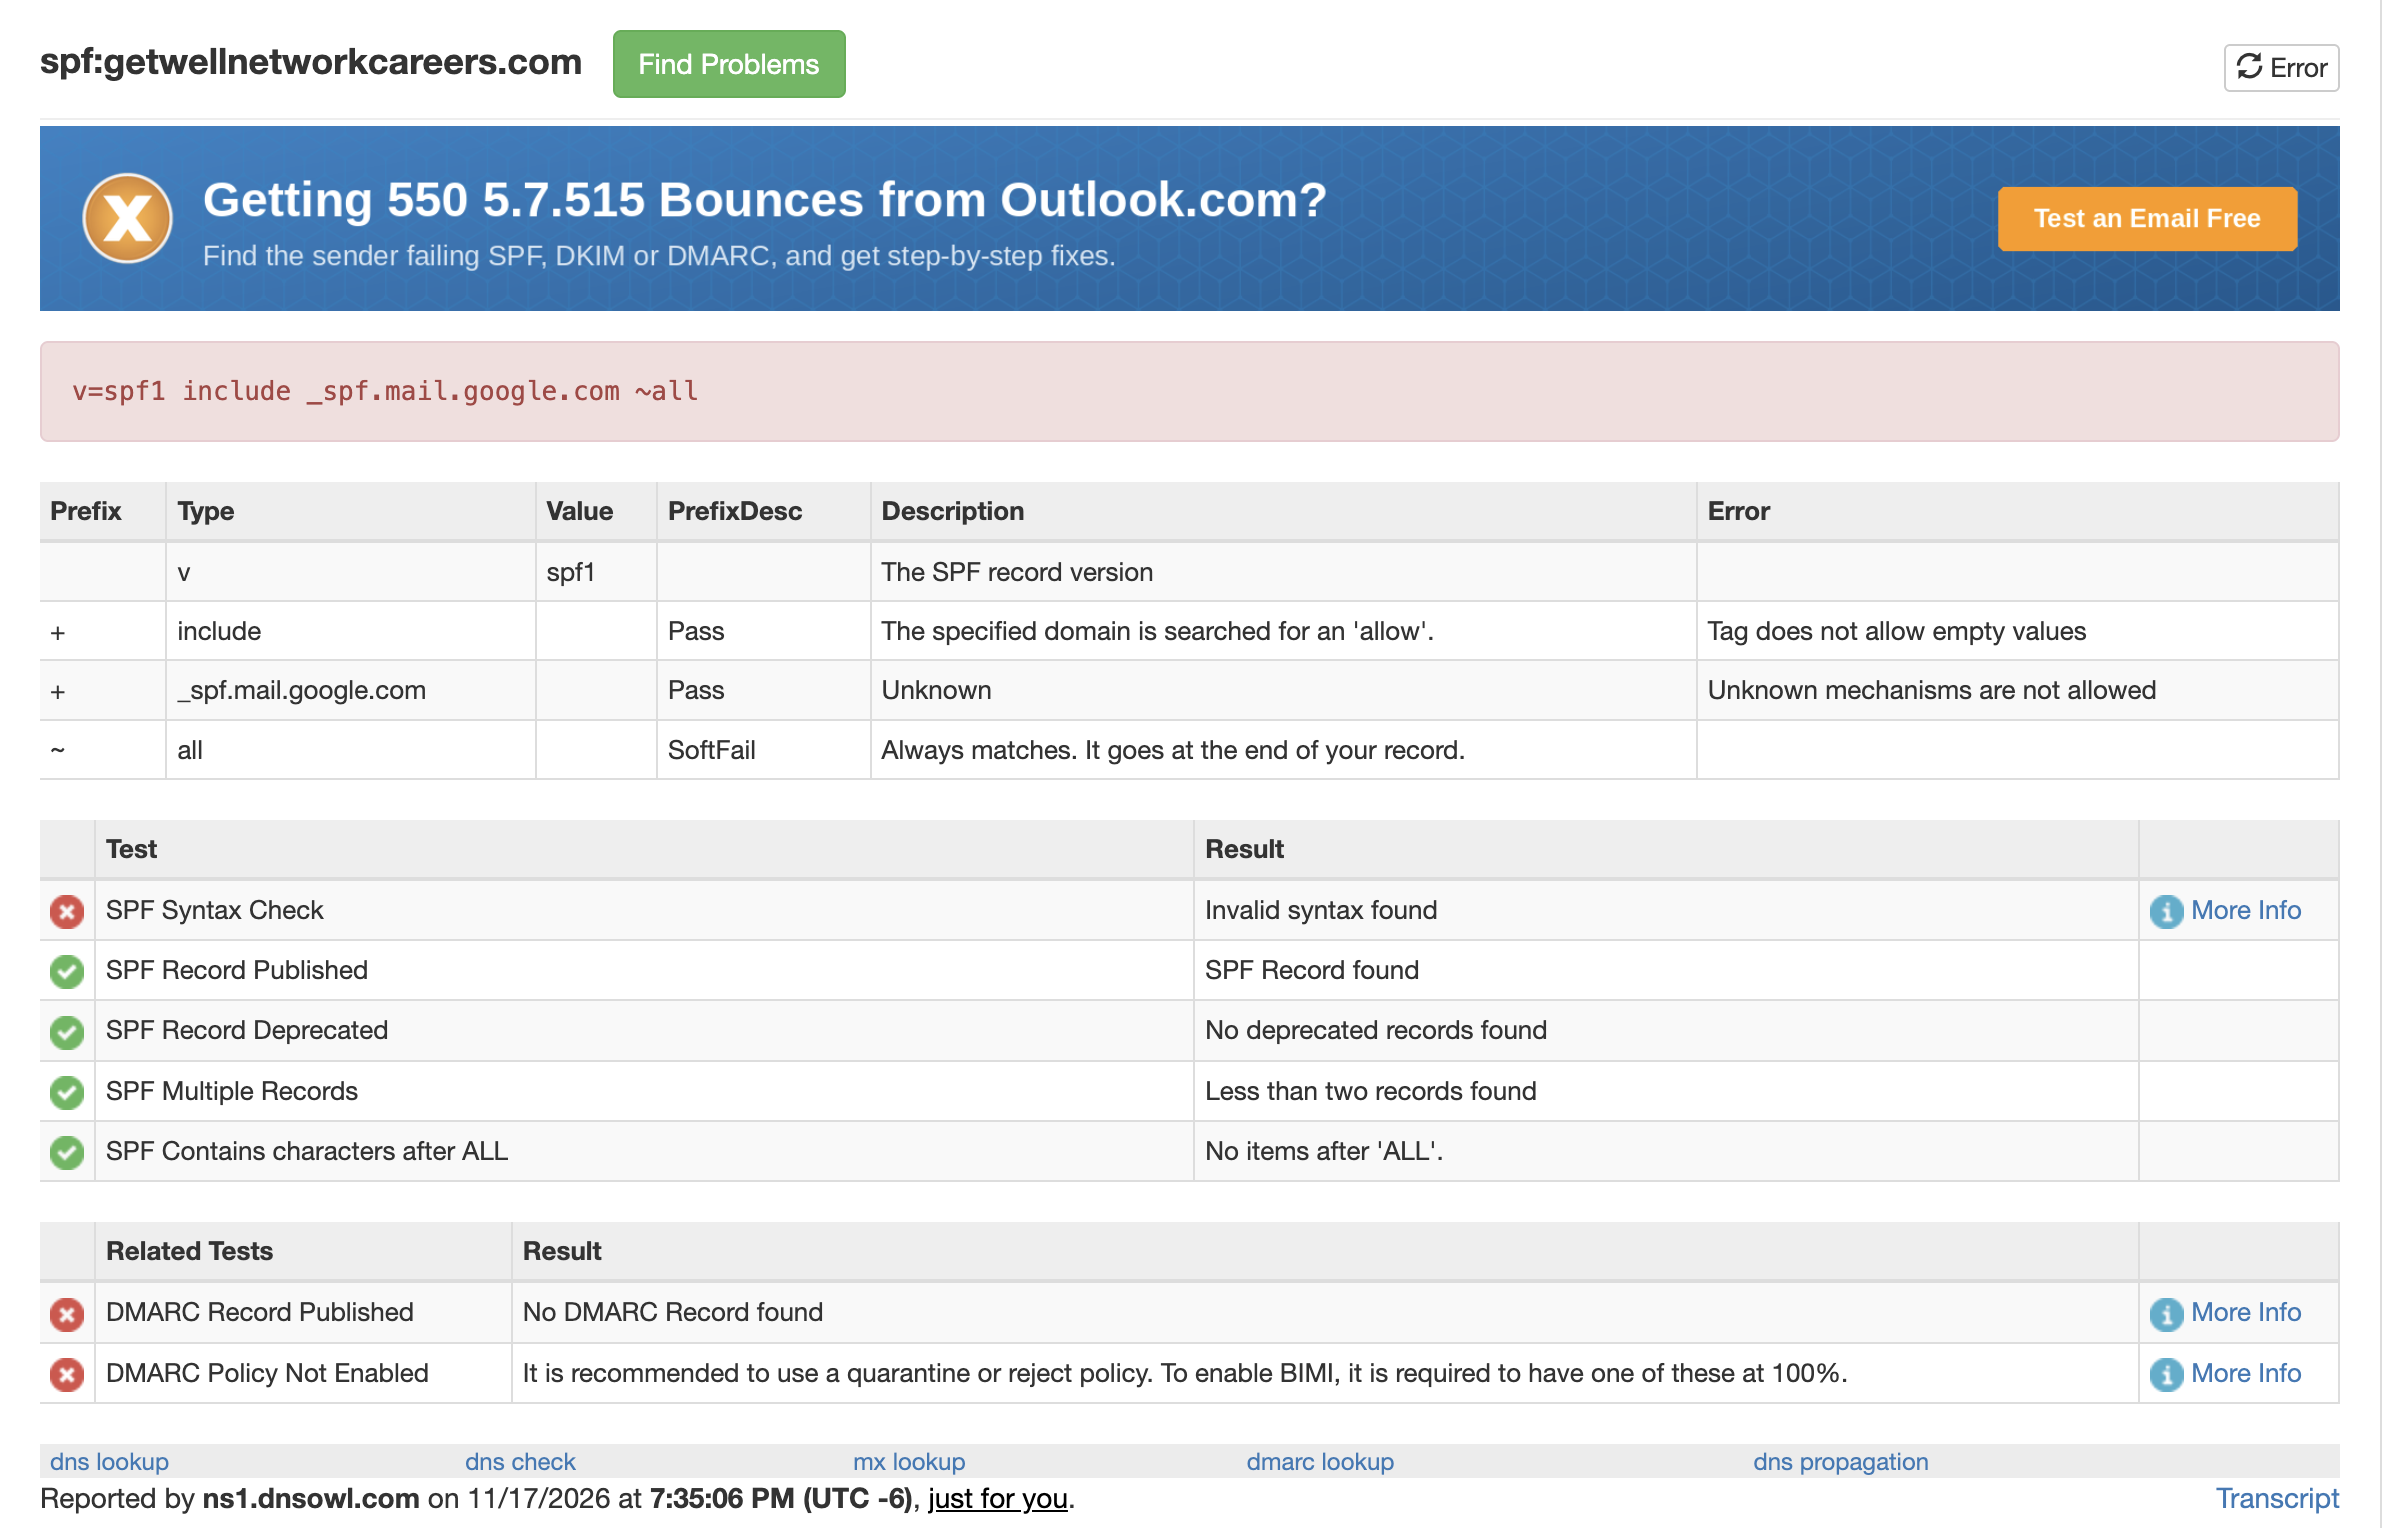 spf:getwellnetworkcareers.com Find Problems Error
Getting 550 5.7.515 Bounces from Outlook.com?
Find the sender failing SPF, DKIM or DMARC, and get step-by-step fixes.
Test an Email Free
v=spf1 include _spf.mail.google.com ~all
Prefix Type Value PrefixDesc Description Error
v spf1 The SPF record version
+ include Pass The specified domain is searched for an 'allow'. Tag does not allow empty values
+ _spf.mail.google.com Pass Unknown Unknown mechanisms are not allowed
~ all SoftFail Always matches. It goes at the end of your record.
Test Result
SPF Syntax Check Invalid syntax found More Info
SPF Record Published SPF Record found
SPF Record Deprecated No deprecated records found
SPF Multiple Records Less than two records found
SPF Contains characters after ALL No items after 'ALL'.
Related Tests Result
DMARC Record Published No DMARC Record found More Info
DMARC Policy Not Enabled It is recommended to use a quarantine or reject policy. To enable BIMI, it is required to have one of these at 100%. More Info
dns lookup dns check mx lookup dmarc lookup dns propagation
Reported by ns1.dnsowl.com on 11/17/2026 at 7:35:06 PM (UTC -6), just for you. Transcript